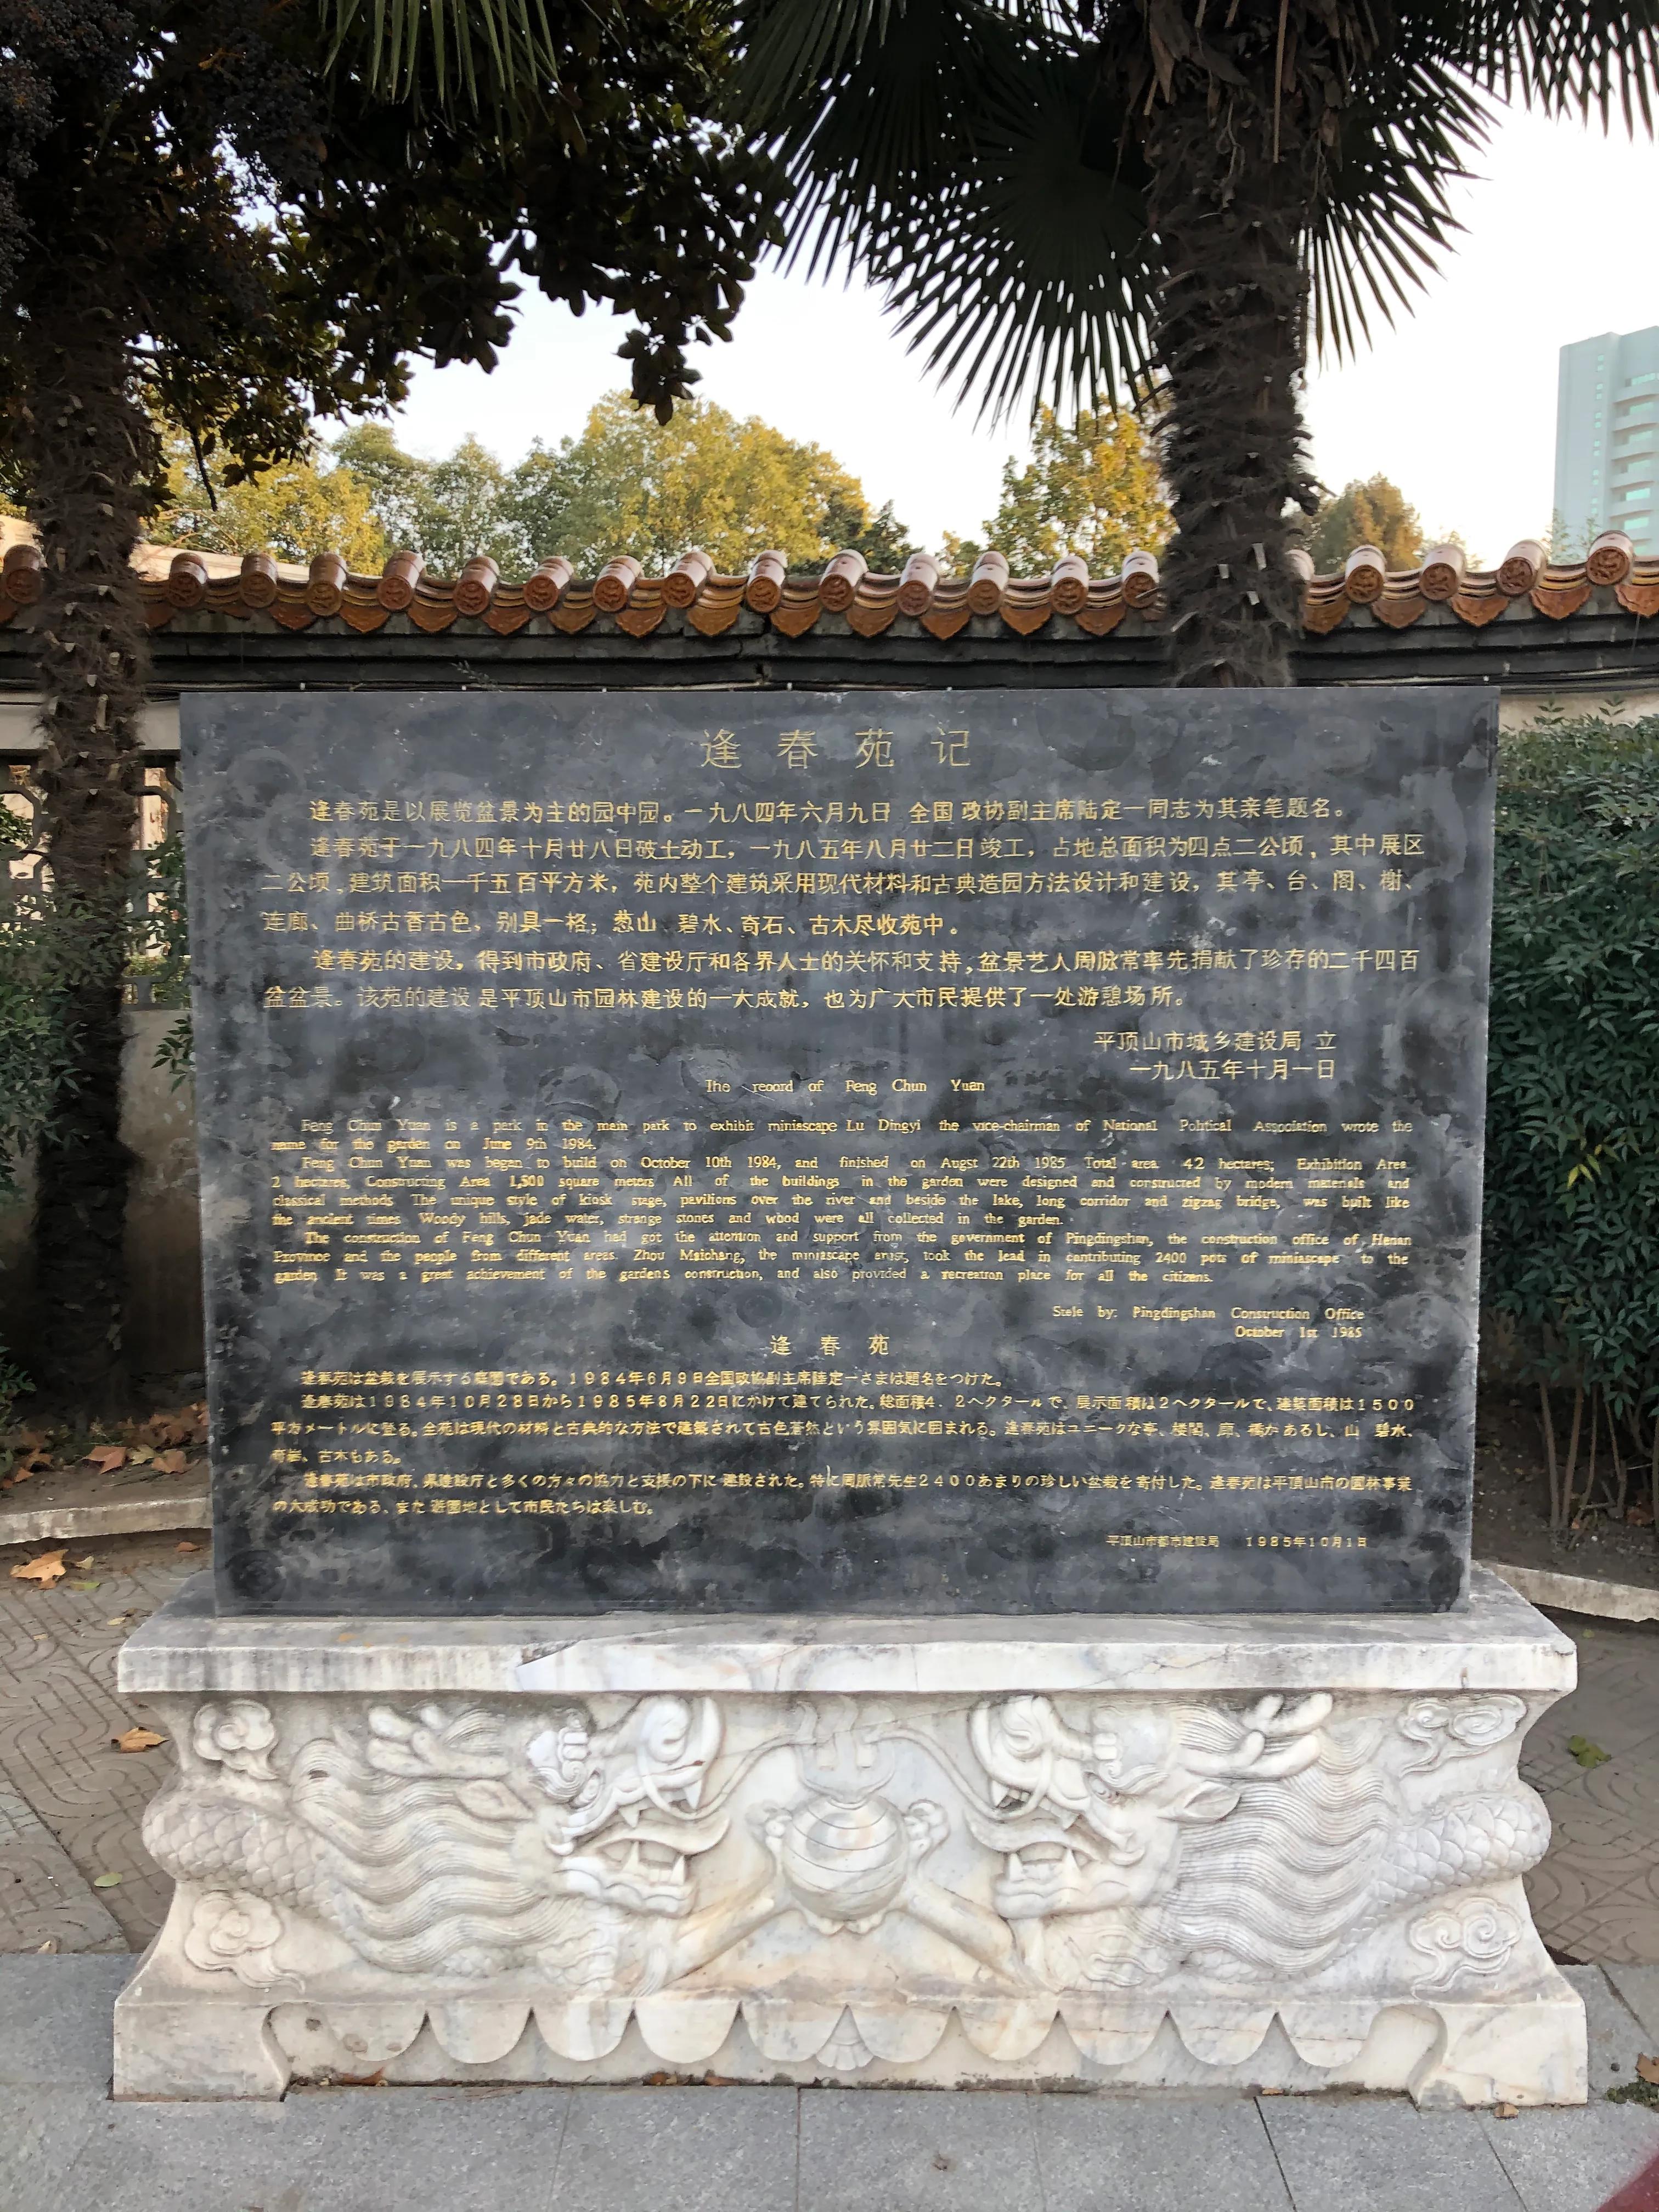 逢春苑记
逢春苑是以展览盆景为主的园中园。一九八四年六月九日 全国政协副主席陆定一同志为其亲笔题名。
逢春苑于一九八四年十月廿八日破土动工，一九八五年八月廿二日竣工，占地总面积为四点二公顷、其中展区
二公顷、建筑面积一千五百平方米，苑内整个建筑采用现代材料和古典造园方法设计和建设，其亭、台、阁、榭、
连廊、曲桥古香古色，别具一格；葱山 碧水、奇石、古木尽收苑中。
逢春苑的建设，得到市政府、省建设厅和各界人士的关怀和支持，盆景艺人周脉常率先捐献了珍存的二千四百
盆盆景。该苑的建设是平顶山市园林建设的一大成就，也为广大市民提供了一处游憩场所。
平顶山市城乡建设局 立
一九八五年十月一日
The record of Feng Chun Yuan
Feng Chun Yuan is a park in the main park to exhibit miniascape Lu Dingyi the vice-chairman of National Political Association wrote the
name for the garden on June 9th 1984.
Feng Chun Yuan was began to build on October 10th 1984, and finished on Augst 22th 1985 Total area 42 hectares; Exhibition Area
2 hectares, Constructing Area 1,500 square meters All of the buildings in the garden were designed and constructed by modern materials and
classical methods The unique style of kiosk stage, pavilions over the river and beside the lake, long corridor and zigzag bridge, was built like
the ancient times Woody hills, jade water, strange stones and wood were all collected in the garden.
The construction of Feng Chun Yuan had got the attention and support from the government of Pingdingshan, the construction office of Henan
Province and the people from different areas. Zhou Maichang, the miniascape artist, took the lead in contributing 2400 pots of miniascape to the
garden It was a great achievement of the gardens construction, and also provided a recreation place for all the citizens.
Stele by: Pingdingshan Construction Office
October 1st 1985
逢春苑
逢春苑は盆栽を展示する庭園である。1984年6月9日全国政協副主席陸定一さまは題名をつけた。
逢春苑は1984年10月28日から1985年8月22日にかけて建てられた。総面積4．2ヘクタールで、展示面積は2ヘクタールで、建築面積は1500
平方メートルに登る。全苑は現代の材料と古典的な方法で建築されて古色蒼然という雰囲気に囲まれる。逢春苑はユニークな亭、楼閣、廊、橋があるし、山 碧水、
奇岩、古木もある。
逢春苑は市政府、県建設庁と多くの方々の協力と支援の下に建設された。特に周脈常先生2400あまりの珍しい盆栽を寄付した。逢春苑は平頂山市の園林事業
の大成功である、また遊園地として市民たちは楽しむ。
平頂山市都市建設局 1985年10月1日